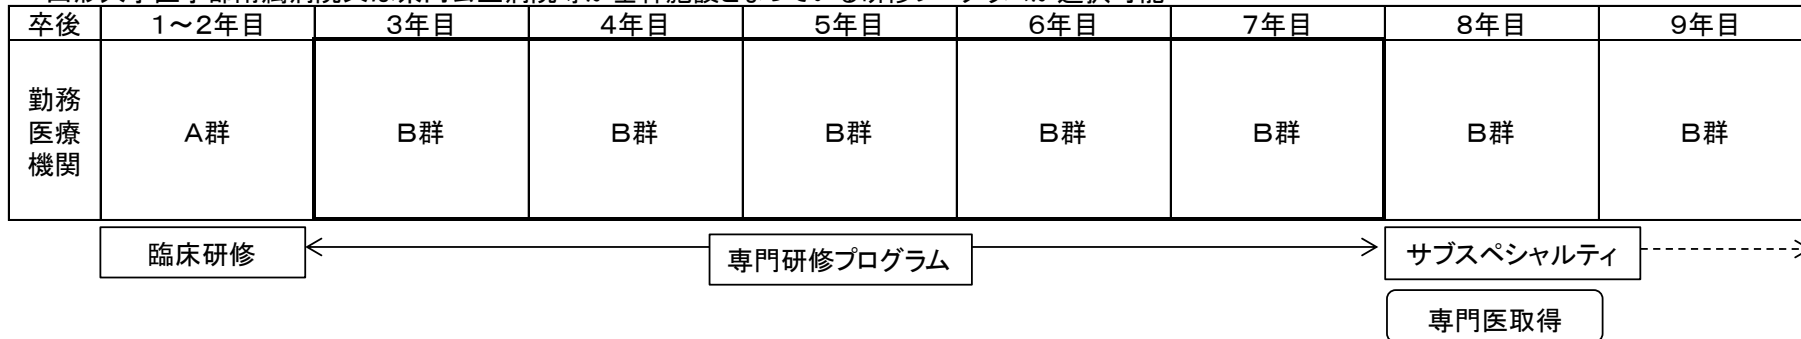 卒後 1～2年目 3年目 4年目 5年目 6年目 7年目 8年目 9年目
勤務
医療
機関
A群 B群 B群 B群 B群 B群 B群 B群
臨床研修 専門研修プログラム サブスペシャルティ
専門医取得